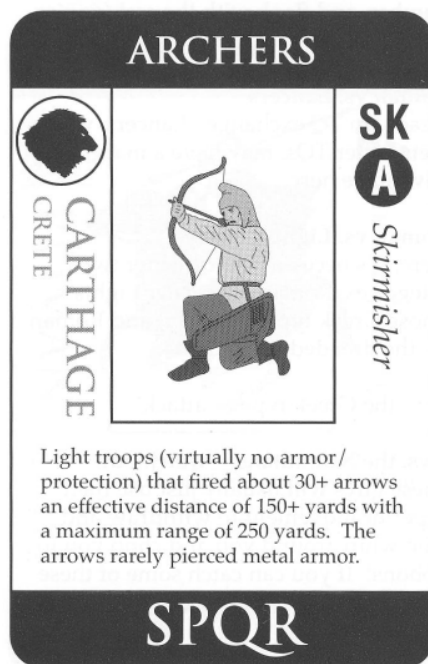 ARCHERS
CARTHAGE
CRETE
SK
A
Skirmisher
Light troops (virtually no armor/
protection) that fired about 30+ arrows
an effective distance of 150+ yards with
a maximum range of 250 yards. The
arrows rarely pierced metal armor.
SPQR